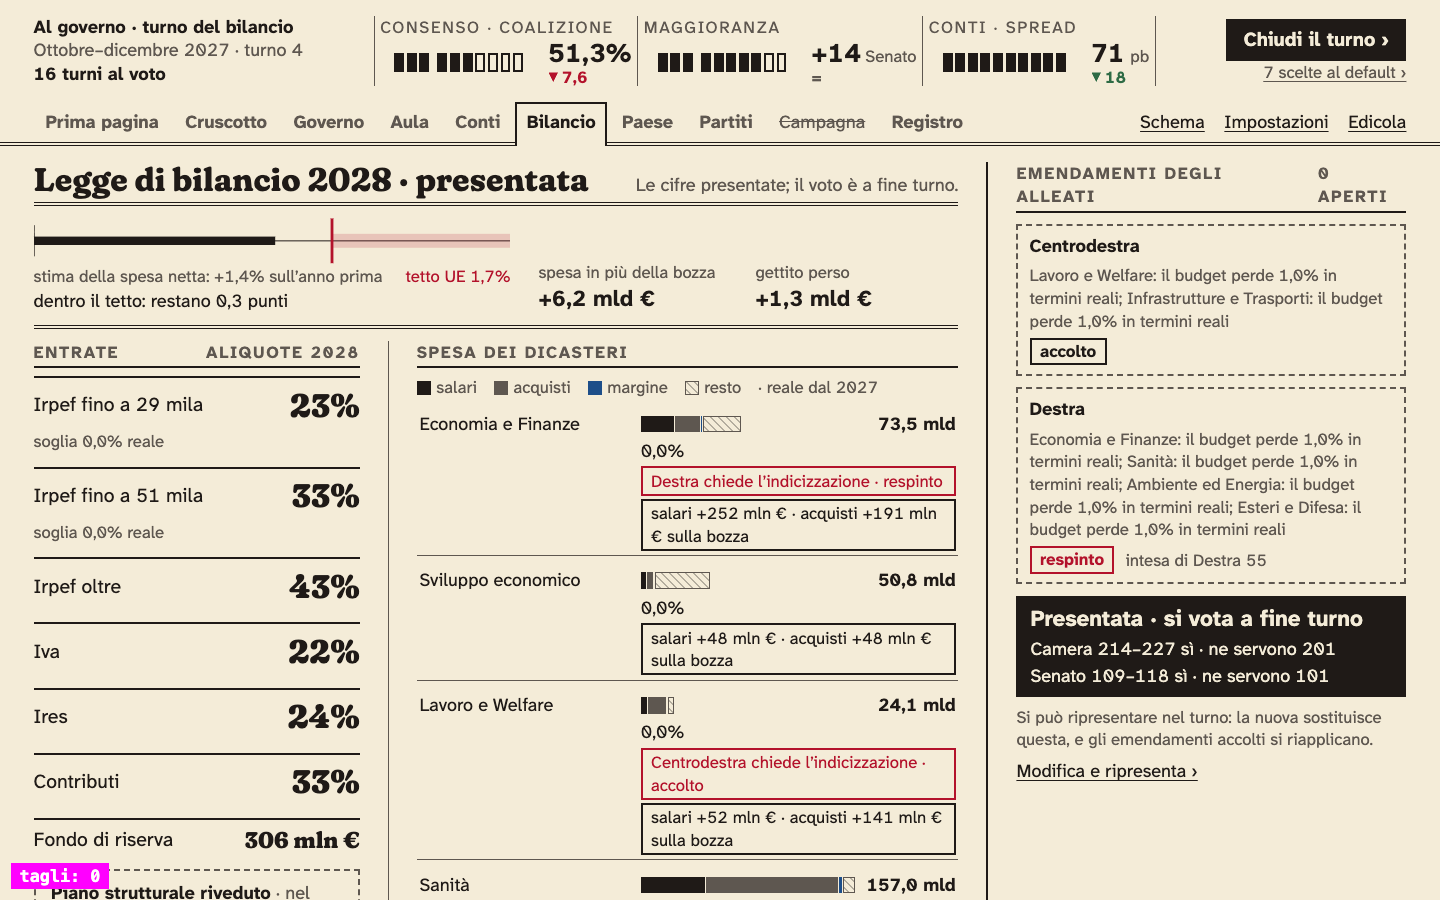 Al governo · turno del bilancio
Ottobre–dicembre 2027 · turno 4
16 turni al voto
CONSENSO · COALIZIONE
51,3%
▼ 7,6
MAGGIORANZA
+14 Senato
=
CONTI · SPREAD
71 pb
▼ 18
Chiudi il turno ›
7 scelte al default ›
Prima pagina
Cruscotto
Governo
Aula
Conti
Bilancio
Paese
Partiti
Campagna
Registro
Schema
Impostazioni
Edicola
Legge di bilancio 2028 · presentata
Le cifre presentate; il voto è a fine turno.
stima della spesa netta: +1,4% sull’anno prima
tetto UE 1,7%
dentro il tetto: restano 0,3 punti
spesa in più della bozza
+6,2 mld €
gettito perso
+1,3 mld €
ENTRATE
ALIQUOTE 2028
Irpef fino a 29 mila
23%
soglia 0,0% reale
Irpef fino a 51 mila
33%
soglia 0,0% reale
Irpef oltre
43%
Iva
22%
Ires
24%
Contributi
33%
Fondo di riserva
306 mln €
tagli: 0
Piano strutturale riveduto · nel
SPESA DEI DICASTERI
salari
acquisti
margine
resto
· reale dal 2027
Economia e Finanze
73,5 mld
0,0%
Destra chiede l’indicizzazione · respinto
salari +252 mln € · acquisti +191 mln
€ sulla bozza
Sviluppo economico
50,8 mld
0,0%
salari +48 mln € · acquisti +48 mln €
sulla bozza
Lavoro e Welfare
24,1 mld
0,0%
Centrodestra chiede l’indicizzazione ·
accolto
salari +52 mln € · acquisti +141 mln €
sulla bozza
Sanità
157,0 mld
EMENDAMENTI DEGLI
ALLEATI
0
APERTI
Centrodestra
Lavoro e Welfare: il budget perde 1,0% in
termini reali; Infrastrutture e Trasporti: il budget
perde 1,0% in termini reali
accolto
Destra
Economia e Finanze: il budget perde 1,0% in
termini reali; Sanità: il budget perde 1,0% in
termini reali; Ambiente ed Energia: il budget
perde 1,0% in termini reali; Esteri e Difesa: il
budget perde 1,0% in termini reali
respinto
intesa di Destra 55
Presentata · si vota a fine turno
Camera 214–227 sì · ne servono 201
Senato 109–118 sì · ne servono 101
Si può ripresentare nel turno: la nuova sostituisce
questa, e gli emendamenti accolti si riapplicano.
Modifica e ripresenta ›